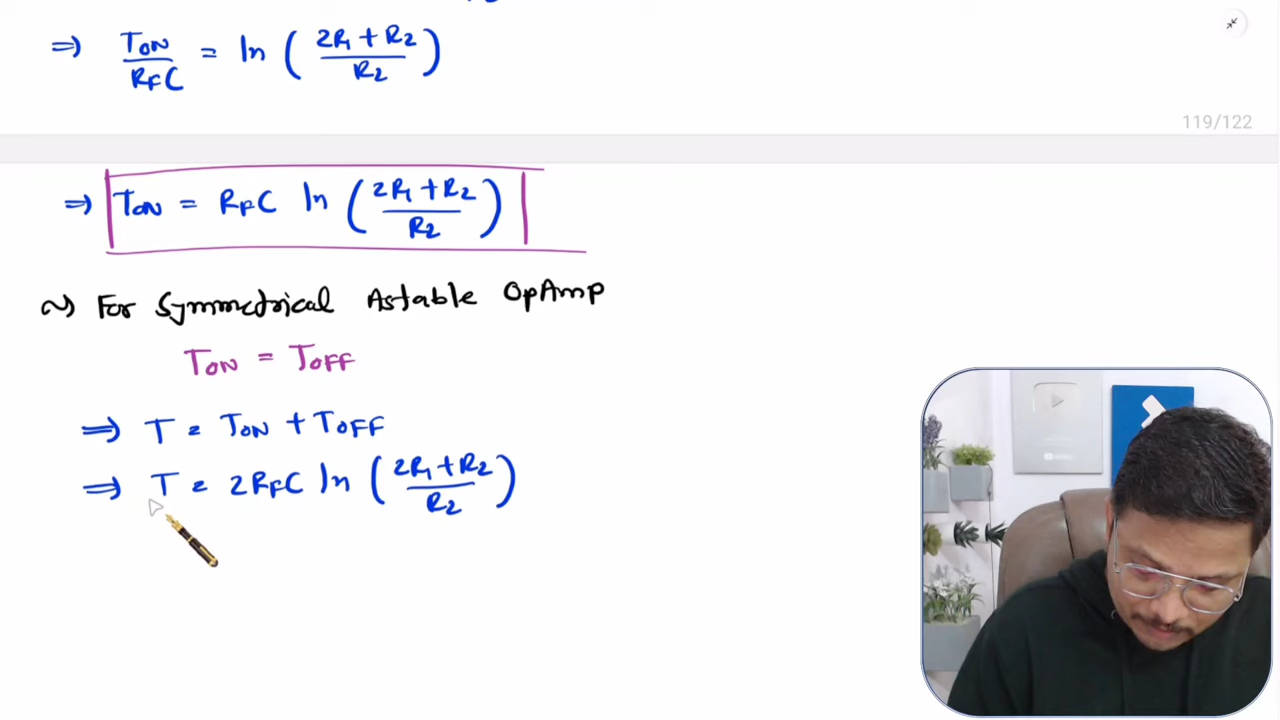 ⇒ TON/RFC = ln ( (2R1 + R2)/R2 )
119/122
⇒ TON = RFC ln ( (2R1 + R2)/R2 )
~) For Symmetrical Astable OpAmp
TON = TOFF
⇒ T = TON + TOFF
⇒ T = 2RFC ln ( (2R1 + R2)/R2 )